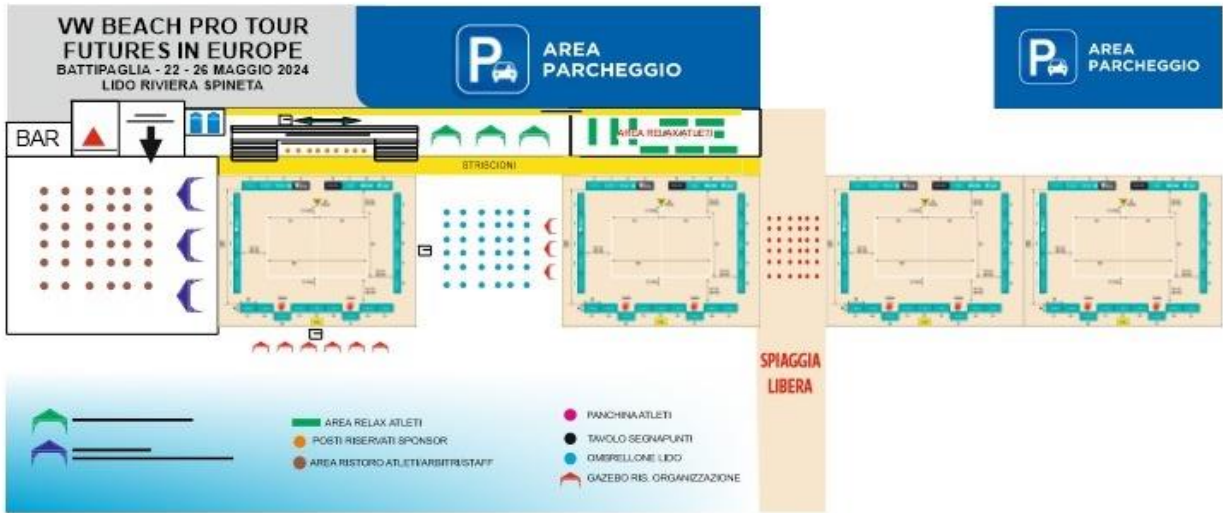 VW BEACH PRO TOUR
FUTURES IN EUROPE
BATTIPAGLIA - 22 - 26 MAGGIO 2024
LIDO RIVIERA SPINETA
P AREA
PARCHEGGIO
P AREA
PARCHEGGIO
BAR
AREA RELAX ATLETI
STRISCIONI
SPIAGGIA
LIBERA
AREA RELAX ATLETI
POSTI RISERVATI SPONSOR
AREA RISTORO ATLETI/ARBITRI/STAFF
PANCHINA ATLETI
TAVOLO SEGNAPUNTI
OMBRELLONE LIDO
GAZEBO RIS. ORGANIZZAZIONE